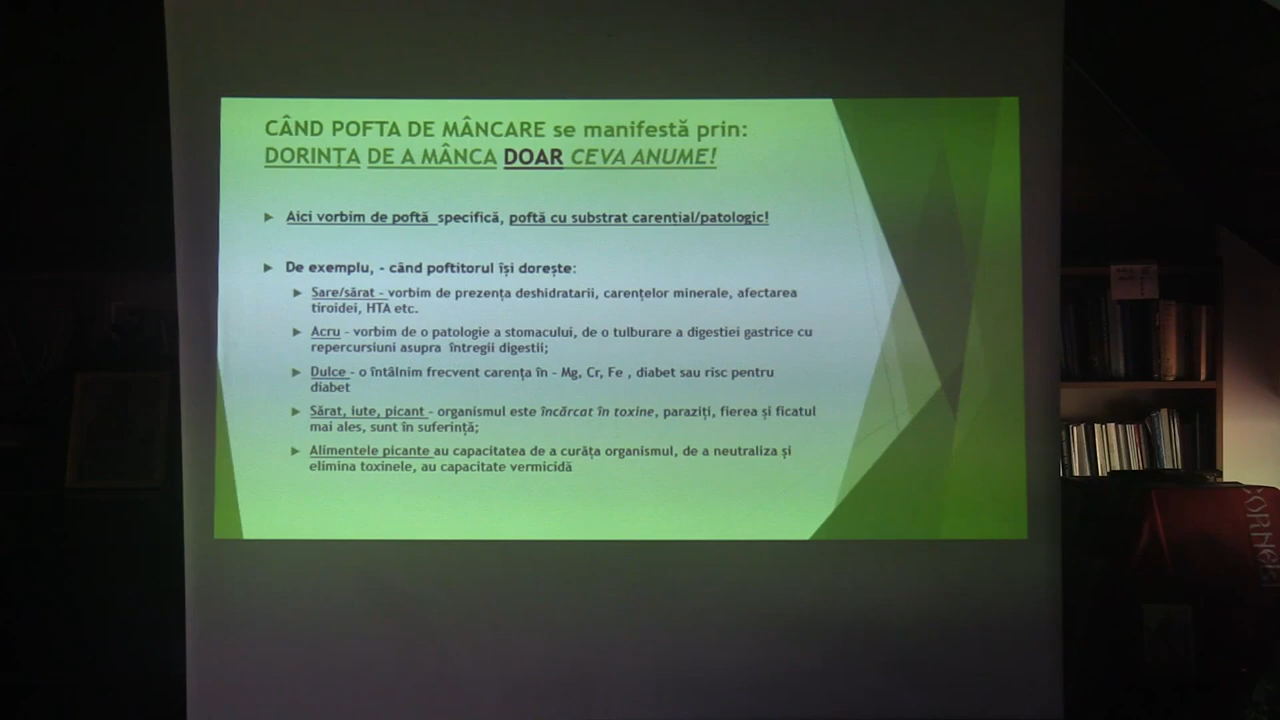 CÂND POFTA DE MÂNCARE se manifestă prin:
DORINȚA DE A MÂNCA DOAR CEVA ANUME!
Aici vorbim de poftă specifică, poftă cu substrat carențial/patologic!
De exemplu, - când poftitorul își dorește:
Sare/sărat - vorbim de prezența deshidratarii, carențelor minerale, afectarea
tiroidei, HTA etc.
Acru - vorbim de o patologie a stomacului, de o tulburare a digestiei gastrice cu
repercursiuni asupra întregii digestii;
Dulce - o întâlnim frecvent carența în - Mg, Cr, Fe , diabet sau risc pentru
diabet
Sărat, iute, picant - organismul este încărcat în toxine, paraziți, fierea și ficatul
mai ales, sunt în suferință;
Alimentele picante au capacitatea de a curăța organismul, de a neutraliza și
elimina toxinele, au capacitate vermicidă